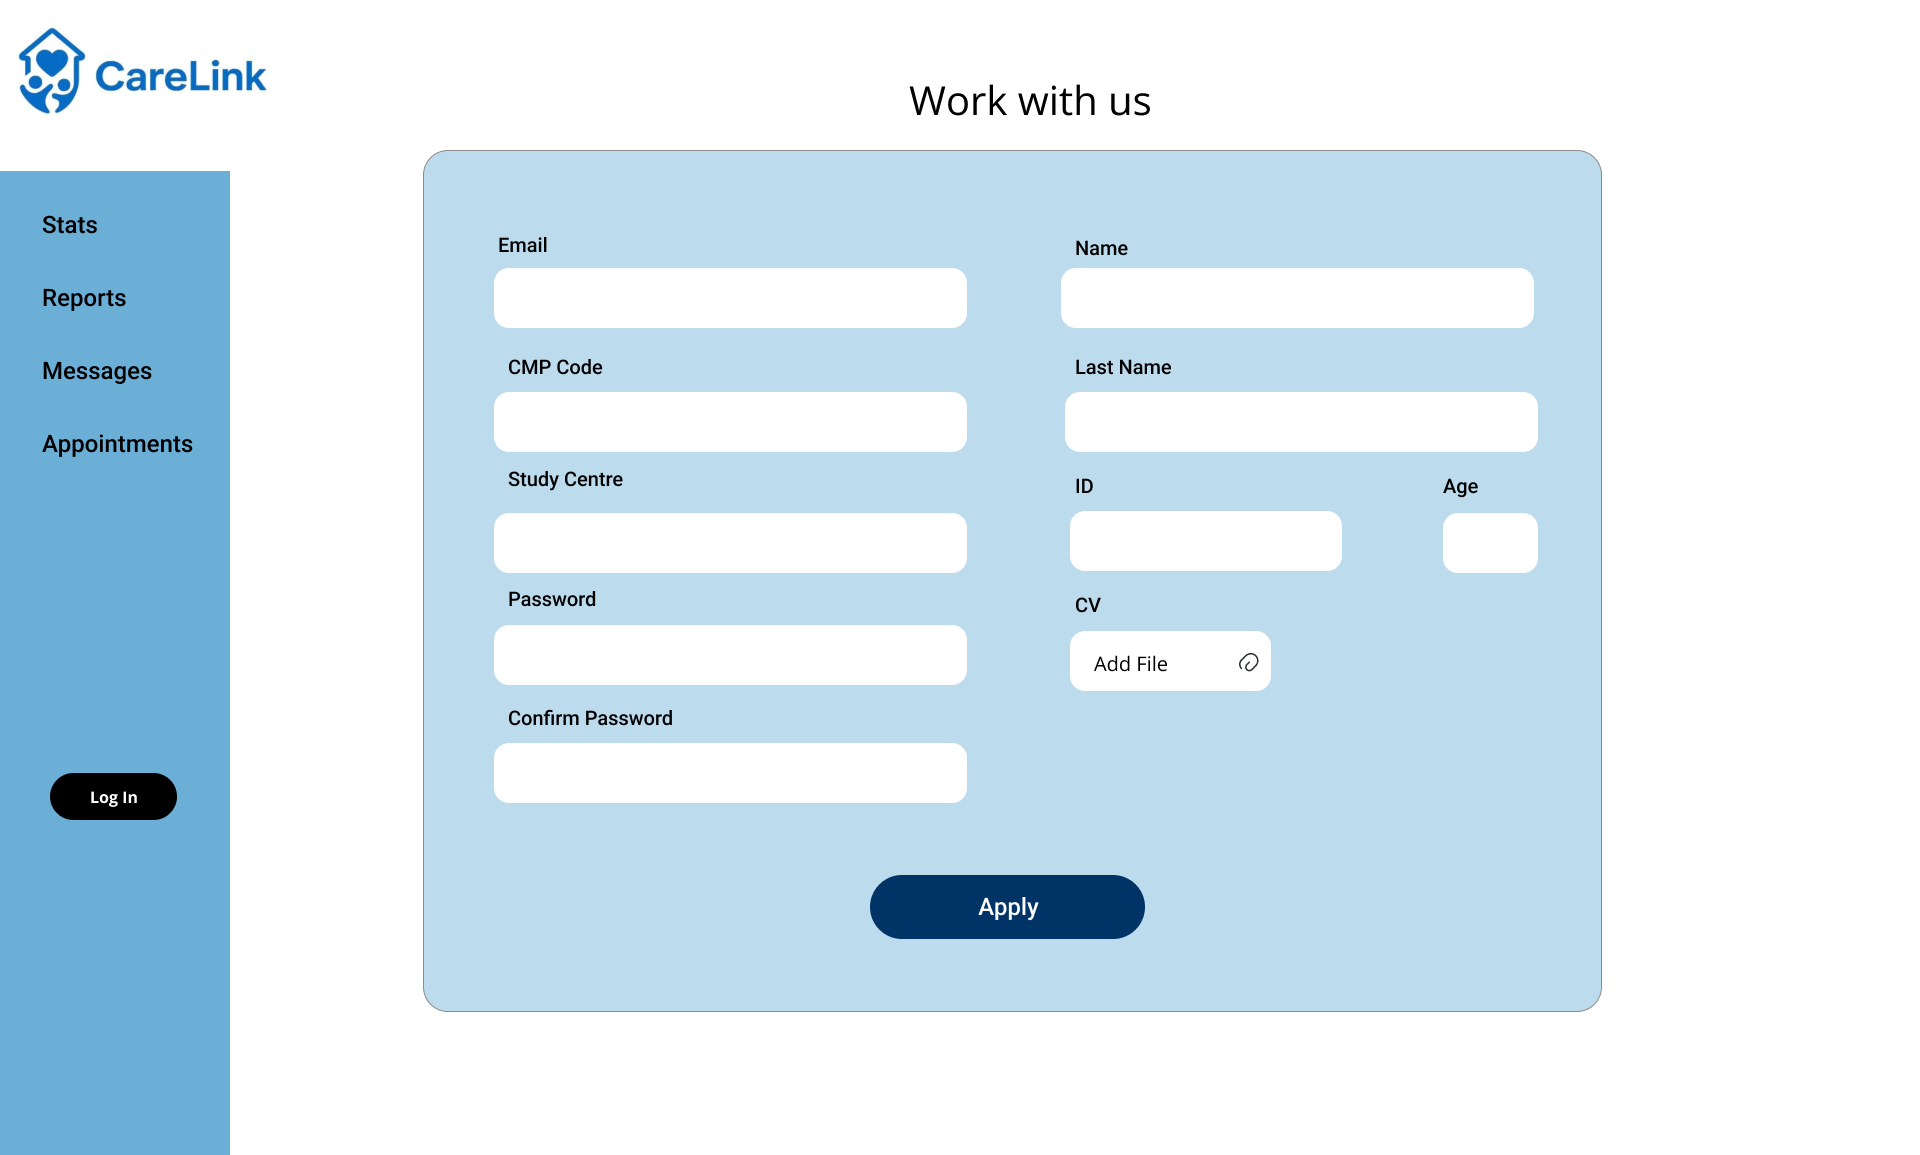 CareLink
Work with us
Stats
Reports
Messages
Appointments
Log In
Email
Name
CMP Code
Last Name
Study Centre
ID
Age
Password
CV
Add File
Confirm Password
Apply